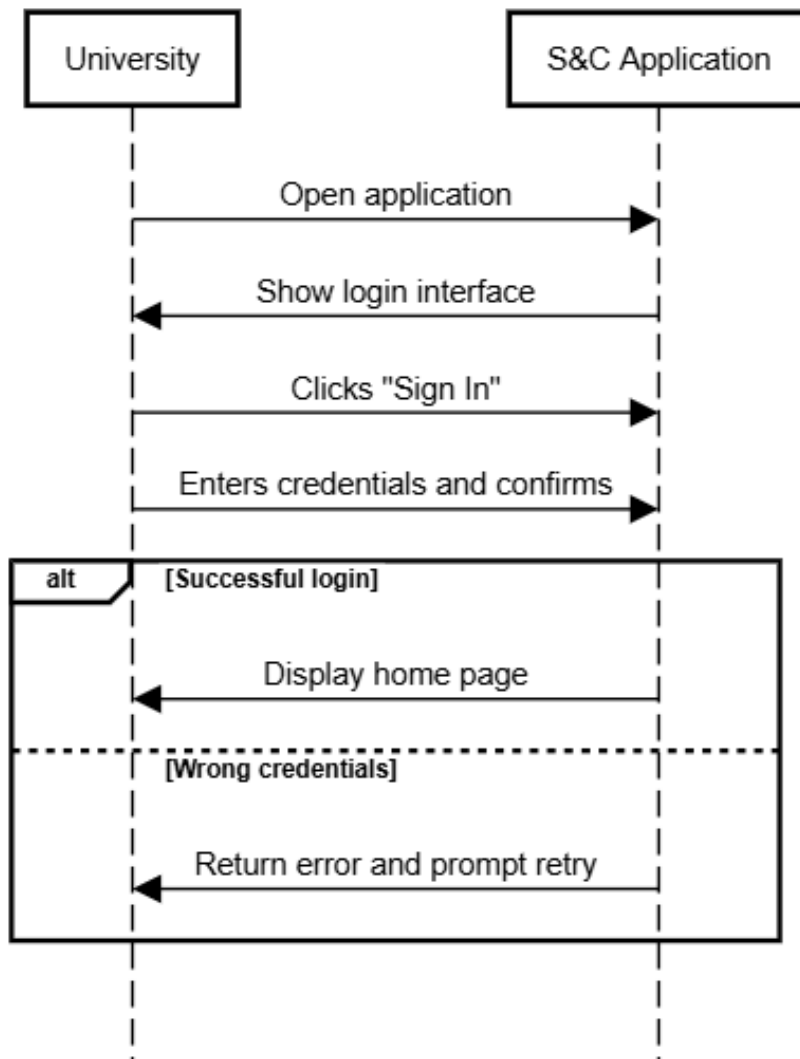 University
S&C Application
Open application
Show login interface
Clicks "Sign In"
Enters credentials and confirms
alt
[Successful login]
Display home page
[Wrong credentials]
Return error and prompt retry